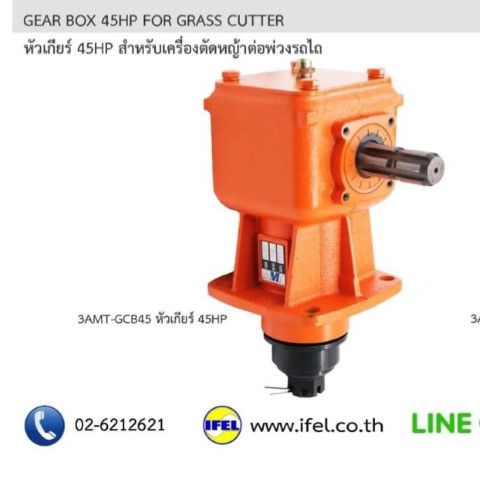 GEAR BOX 45HP FOR GRASS CUTTER
หัวเกียร์ 45HP สำหรับเครื่องตัดหญ้าต่อพ่วงรถไถ
3AMT-GCB45 หัวเกียร์ 45HP
3A
02-6212621
IFEL
www.ifel.co.th
LINE